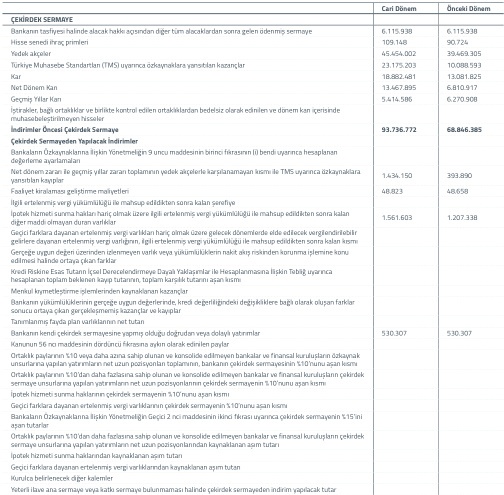 Cari Dönem Önceki Dönem
ÇEKİRDEK SERMAYE
Bankanın tasfiyesi halinde alacak hakkı açısından diğer tüm alacaklardan sonra gelen ödenmiş sermaye 6.115.938 6.115.938
Hisse senedi ihraç primleri 109.148 90.724
Yedek akçeler 45.454.002 39.469.305
Türkiye Muhasebe Standartları (TMS) uyarınca özkaynaklara yansıtılan kazançlar 23.175.203 10.088.593
Kar 18.882.481 13.081.825
Net Dönem Karı 13.467.895 6.810.917
Geçmiş Yıllar Karı 5.414.586 6.270.908
İştirakler, bağlı ortaklıklar ve birlikte kontrol edilen ortaklıklardan bedelsiz olarak edinilen ve dönem karı içerisinde
muhasebeleştirilmeyen hisseler
İndirimler Öncesi Çekirdek Sermaye 93.736.772 68.846.385
Çekirdek Sermayeden Yapılacak İndirimler
Bankaların Özkaynaklarına İlişkin Yönetmeliğin 9 uncu maddesinin birinci fıkrasının (i) bendi uyarınca hesaplanan
değerleme ayarlamaları
Net dönem zararı ile geçmiş yıllar zararı toplamının yedek akçelerle karşılanamayan kısmı ile TMS uyarınca özkaynaklara
yansıtılan kayıplar 1.434.150 393.890
Faaliyet kiralaması geliştirme maliyetleri 48.823 48.658
İlgili ertelenmiş vergi yükümlülüğü ile mahsup edildikten sonra kalan şerefiye
İpotek hizmeti sunma hakları hariç olmak üzere ilgili ertelenmiş vergi yükümlülüğü ile mahsup edildikten sonra kalan
diğer maddi olmayan duran varlıklar 1.561.603 1.207.338
Geçici farklara dayanan varlıkları hariç olmak üzere gelecek dönemlerde elde edilecek vergilendirilebilir
gelirlere dayanan ertelenmiş vergi varlığının, ilgili ertelenmiş vergi yükümlülüğü ile mahsup edildikten sonra kalan kısmı
Gerçeğe uygun değeri üzerinden izlenmeyen varlık veya yükümlülüklerin nakit akış riskinden korunma işlemine konu
edilmesi halinde ortaya çıkan farklar
Kredi Riskine Esas Tutarın İçsel Derecelendirmeye Dayalı Yaklaşımlar ile Hesaplanmasına İlişkin Tebliğ uyarınca
hesaplanan toplam beklenen kayıp tutarının, toplam karşılık tutarını aşan kısmı
Menkul kıymetleştirme işlemlerinden kaynaklanan kazançlar
Bankanın yükümlülüklerinin gerçeğe uygun değerlerinde, kredi değerliliğindeki değişikliklere bağlı olarak oluşan farklar
sonucu ortaya çıkan gerçekleşmemiş kazançlar ve kayıplar
Tanımlanmış fayda plan varlıklarının net tutarı
Bankanın kendi çekirdek sermayesine yapmış olduğu doğrudan veya dolaylı yatırımlar 530.307 530.307
Kanunun 56 ncı maddesinin dördüncü fıkrasına aykırı olarak edinilen paylar
Ortaklık paylarının %10 veya daha azına sahip olunan ve konsolide edilmeyen bankalar ve finansal kuruluşların özkaynak
unsurlarına yapılan yatırımların net uzun pozisyonları toplamının, bankanın çekirdek sermayesinin %10'nunu aşan kısmı
Ortaklık paylarının %10'dan daha fazlasına sahip olunan ve konsolide edilmeyen bankalar ve finansal kuruluşların çekirdek
sermaye unsurlarına yapılan yatırımların net uzun pozisyonlarının çekirdek sermayenin %10'nunu aşan kısmı
İpotek hizmeti sunma haklarının çekirdek sermayenin %10'nunu aşan kısmı
Geçici farklara dayanan ertelenmiş vergi varlıklarının çekirdek sermayenin %10'nunu aşan kısmı
Bankaların Özkaynaklarına İlişkin Yönetmeliğin Geçici 2 nci maddesinin ikinci fıkrası uyarınca çekirdek sermayenin %15'ini
aşan tutarlar
Ortaklık paylarının %10'dan daha fazlasına sahip olunan ve konsolide edilmeyen bankalar ve finansal kuruluşların çekirdek
sermaye unsurlarına yapılan yatırımların net uzun pozisyonlarından kaynaklanan aşım tutarı
İpotek hizmeti sunma haklarından kaynaklanan aşım tutarı
Geçici farklara dayanan ertelenmiş vergi varlıklarından kaynaklanan aşım tutarı
Kurulca belirlenecek diğer kalemler
Yeterli ilave ana sermaye veya katkı sermaye bulunmaması halinde çekirdek sermayeden indirim yapılacak tutar